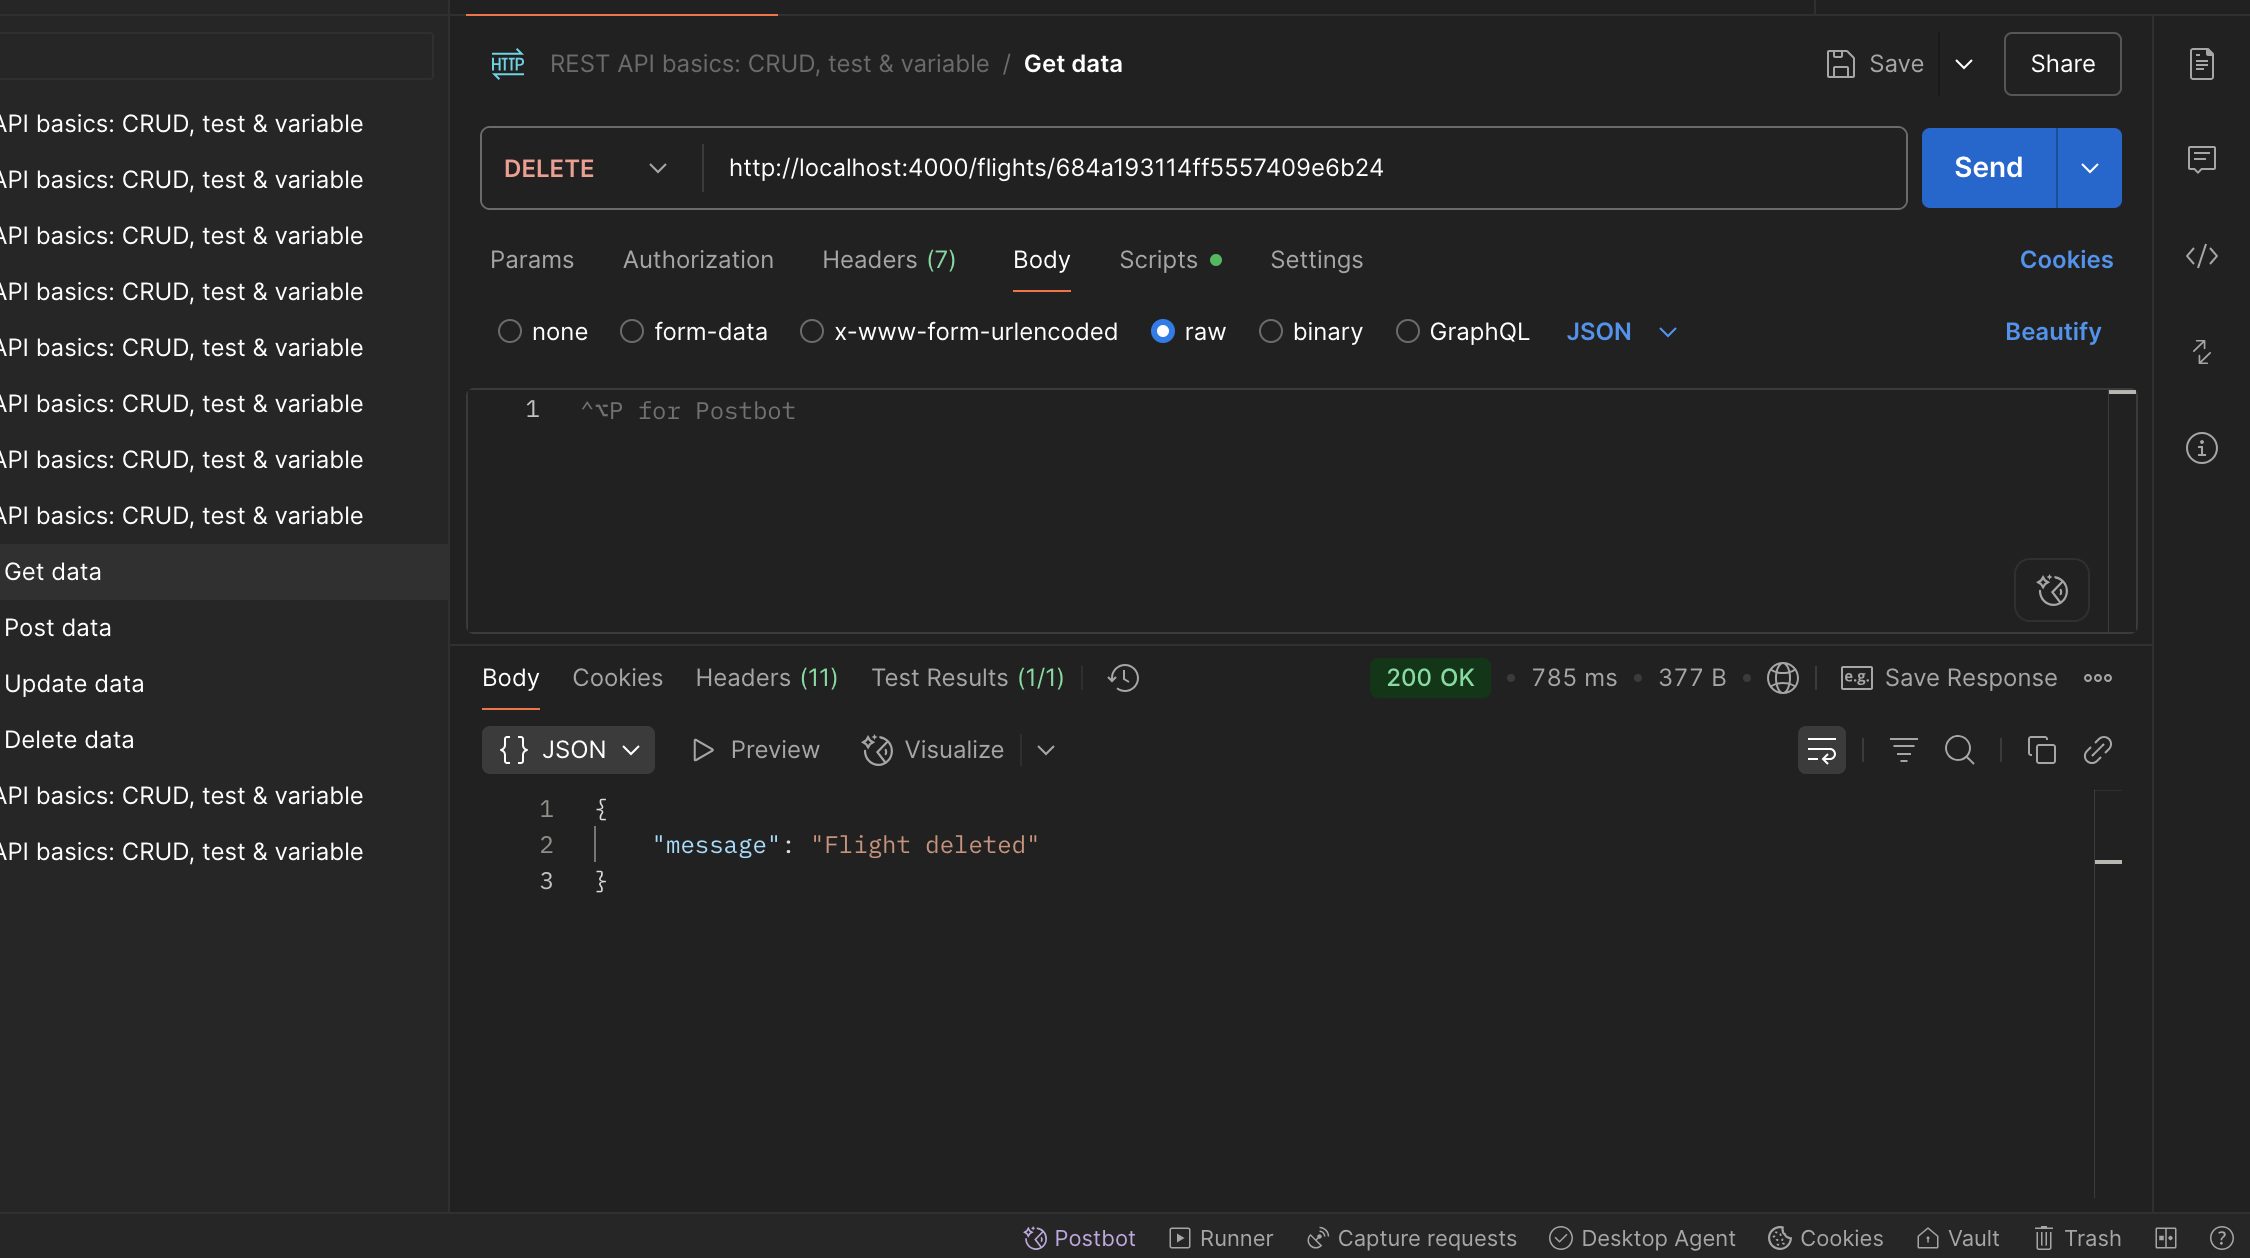 HTTP REST API basics: CRUD, test & variable / Get data
Save
Share
API basics: CRUD, test & variable
API basics: CRUD, test & variable
API basics: CRUD, test & variable
API basics: CRUD, test & variable
API basics: CRUD, test & variable
API basics: CRUD, test & variable
API basics: CRUD, test & variable
API basics: CRUD, test & variable
Get data
Post data
Update data
Delete data
API basics: CRUD, test & variable
API basics: CRUD, test & variable
DELETE http://localhost:4000/flights/684a193114ff5557409e6b24 Send
Params Authorization Headers (7) Body Scripts Settings Cookies
none form-data x-www-form-urlencoded raw binary GraphQL JSON Beautify
1 ^⌥P for Postbot
Body Cookies Headers (11) Test Results (1/1) 200 OK • 785 ms • 377 B • e.g. Save Response
{} JSON Preview Visualize
1 {
2 "message": "Flight deleted"
3 }
Postbot Runner Capture requests Desktop Agent Cookies Vault Trash